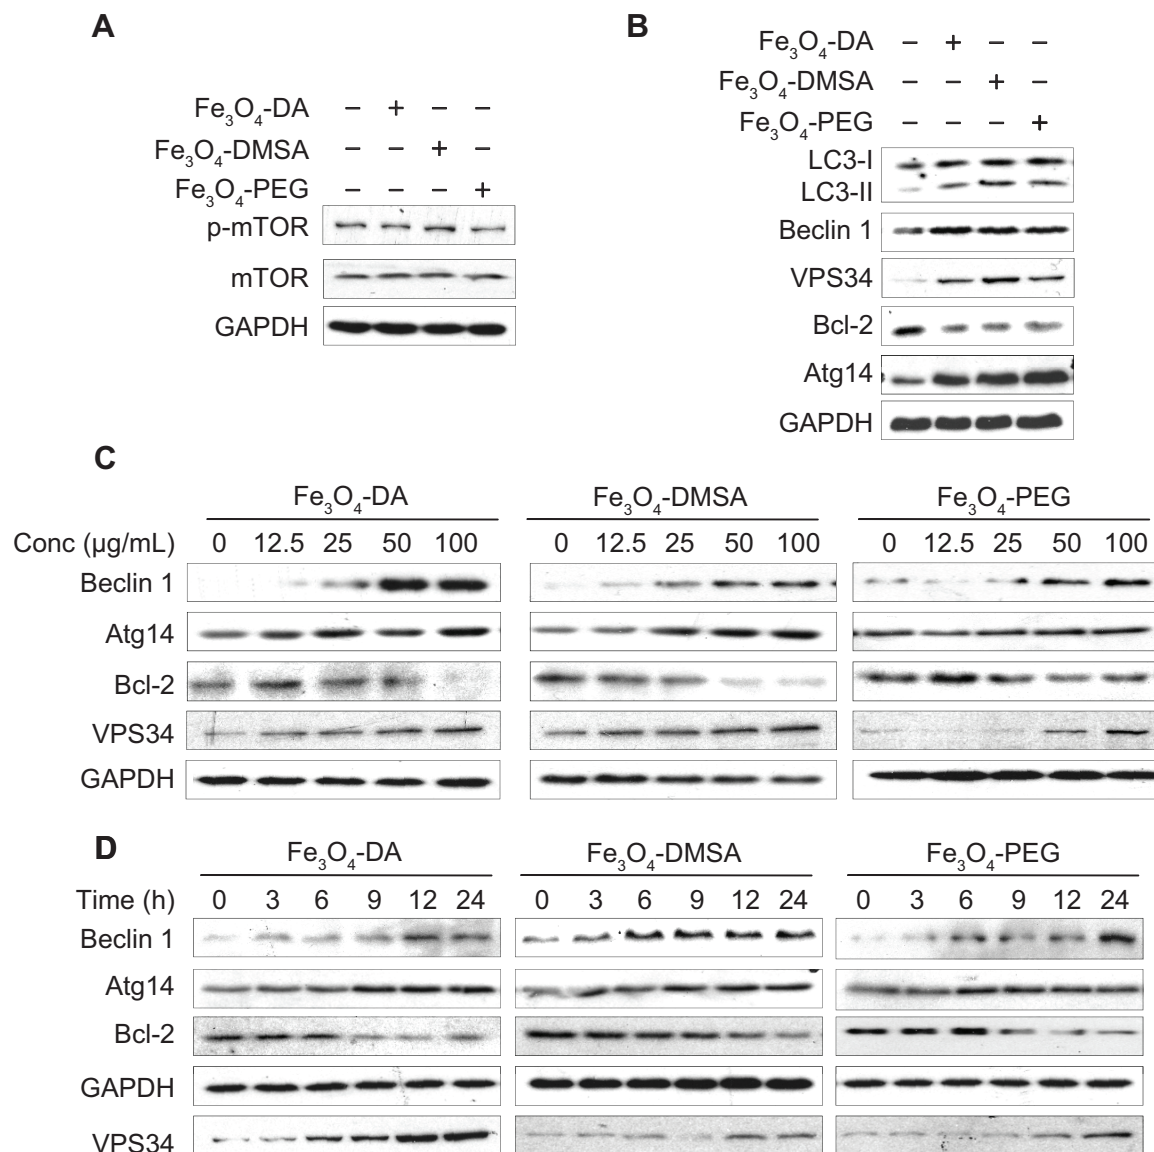 A
Fe₃O₄-DA – + – –
Fe₃O₄-DMSA – – + –
Fe₃O₄-PEG – – – +
p-mTOR
mTOR
GAPDH
B
Fe₃O₄-DA – + – –
Fe₃O₄-DMSA – – + –
Fe₃O₄-PEG – – – +
LC3-I
LC3-II
Beclin 1
VPS34
Bcl-2
Atg14
GAPDH
C
Fe₃O₄-DA Fe₃O₄-DMSA Fe₃O₄-PEG
Conc (µg/mL) 0 12.5 25 50 100 0 12.5 25 50 100 0 12.5 25 50 100
Beclin 1
Atg14
Bcl-2
VPS34
GAPDH
D
Fe₃O₄-DA Fe₃O₄-DMSA Fe₃O₄-PEG
Time (h) 0 3 6 9 12 24 0 3 6 9 12 24 0 3 6 9 12 24
Beclin 1
Atg14
Bcl-2
GAPDH
VPS34